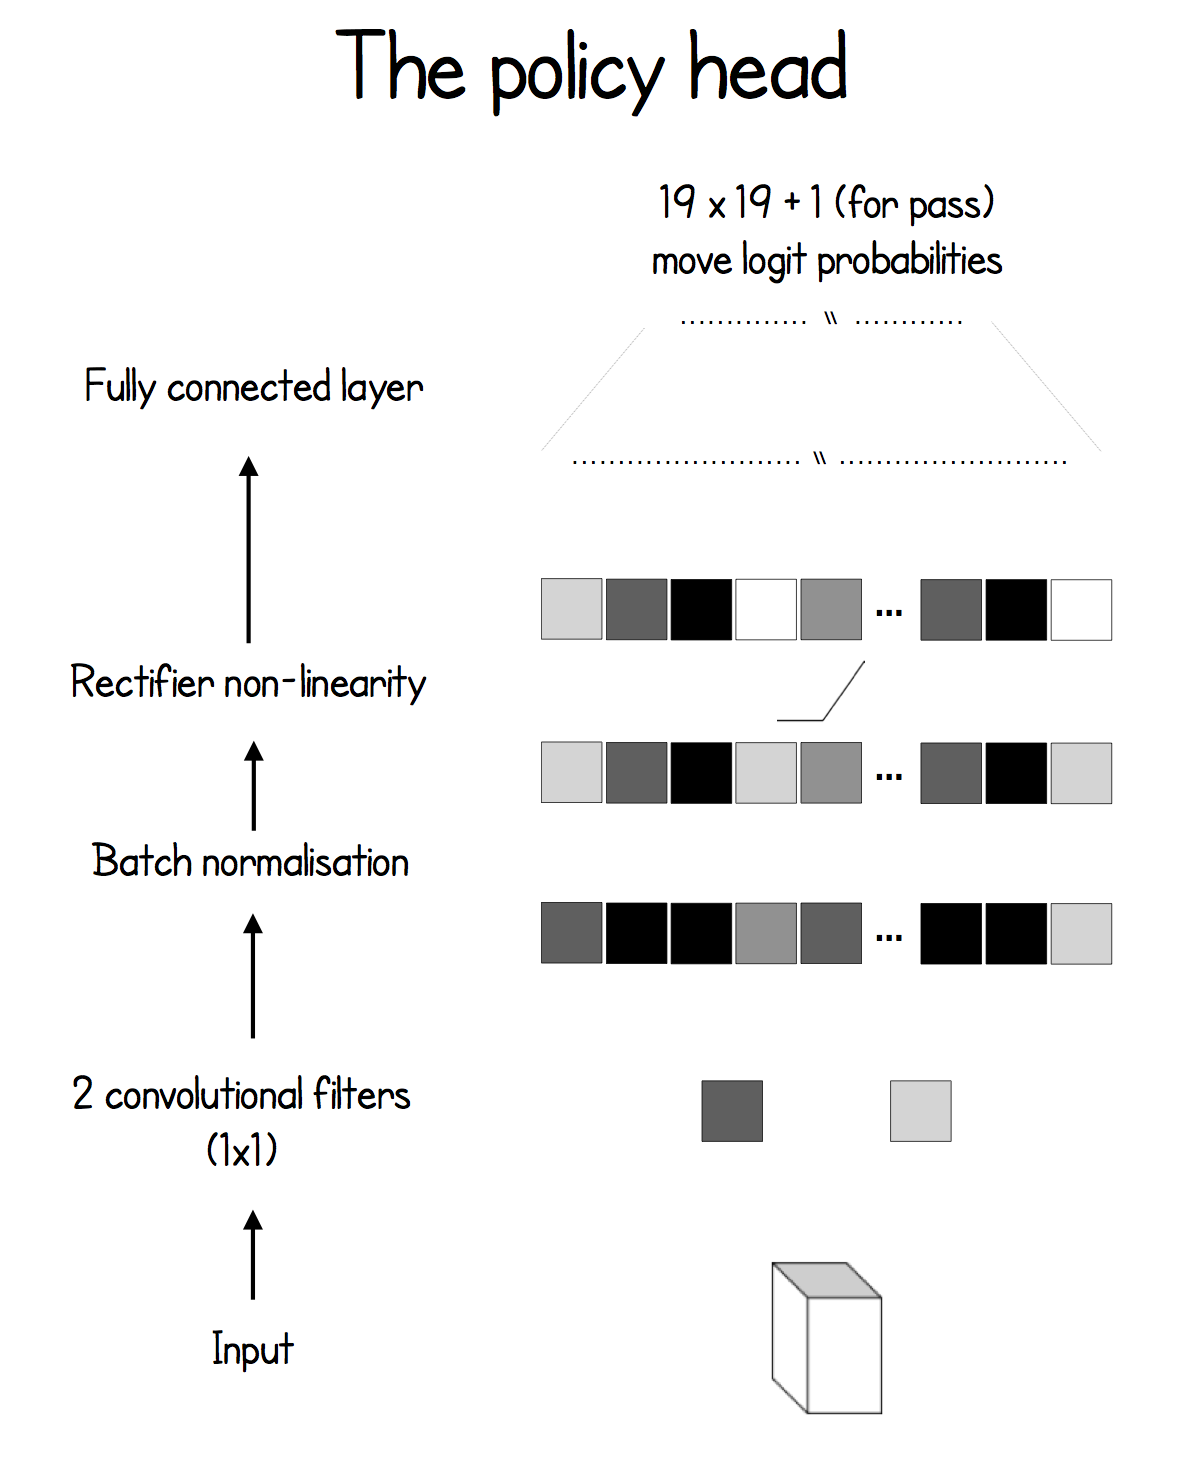 The policy head
19 x 19 + 1 (for pass)
move logit probabilities
Fully connected layer
Rectifier non-linearity
Batch normalisation
2 convolutional filters
(1x1)
Input